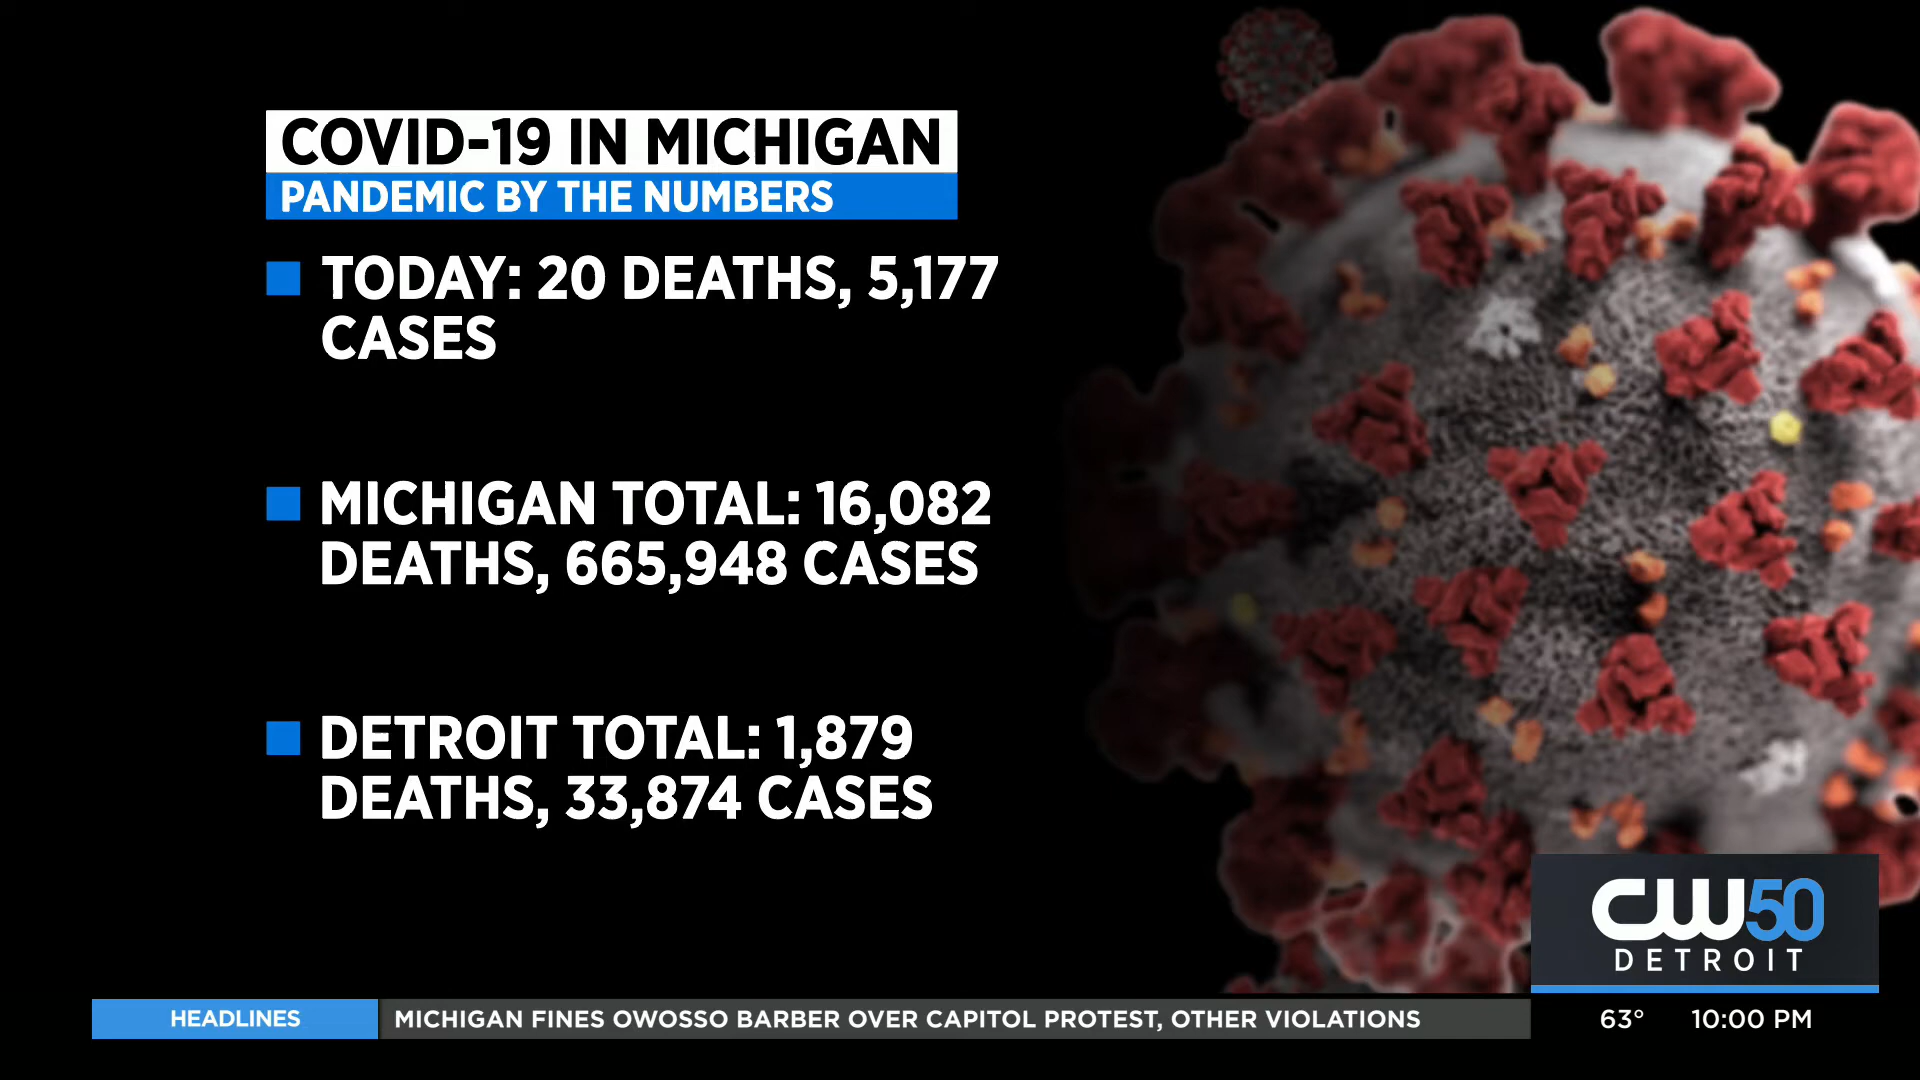 COVID-19 IN MICHIGAN
PANDEMIC BY THE NUMBERS
TODAY: 20 DEATHS, 5,177
CASES
MICHIGAN TOTAL: 16,082
DEATHS, 665,948 CASES
DETROIT TOTAL: 1,879
DEATHS, 33,874 CASES
CW50
DETROIT
HEADLINES
MICHIGAN FINES OWOSSO BARBER OVER CAPITOL PROTEST, OTHER VIOLATIONS
63° 10:00 PM